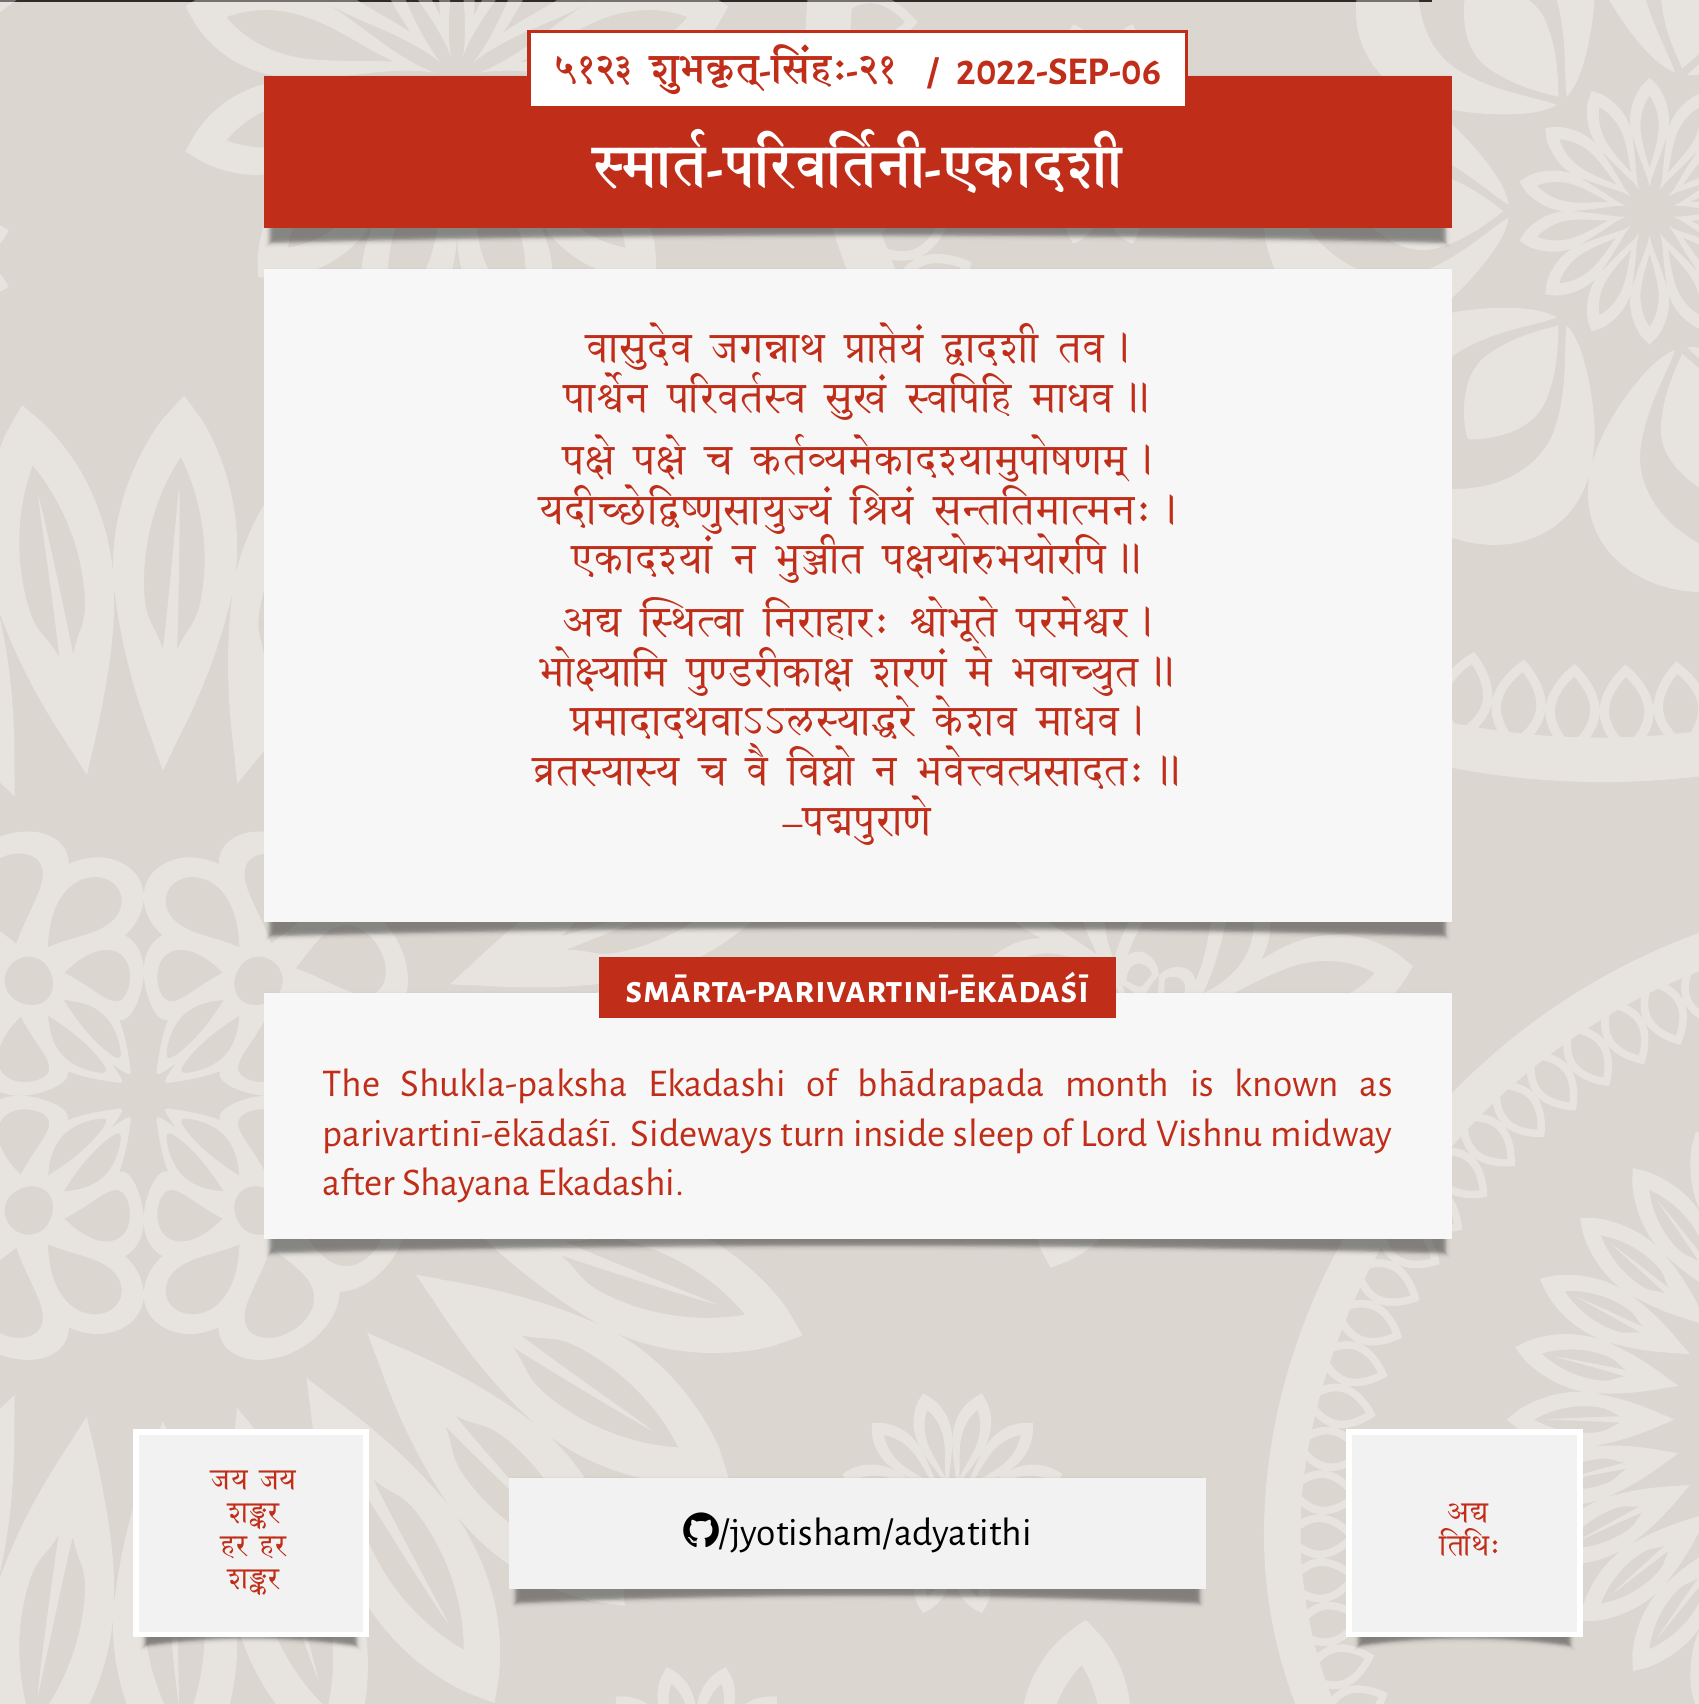 ५१२३ शुभकृत्-सिंहः-२१ / 2022-SEP-06
स्मार्त-परिवर्तिनी-एकादशी
वासुदेव जगन्नाथ प्राप्तेयं द्वादशी तव।
पार्श्वेन परिवर्तस्व सुखं स्वपिहि माधव॥
पक्षे पक्षे च कर्तव्यमेकादश्यामुपोषणम्।
यदीच्छेद्विष्णुसायुज्यं श्रियं सन्ततिमात्मनः।
एकादश्यां न भुञ्जीत पक्षयोरुभयोरपि॥
अद्य स्थित्वा निराहारः श्वोभूते परमेश्वर।
भोक्ष्यामि पुण्डरीकाक्ष शरणं मे भवाच्युत॥
प्रमादादथवाऽऽलस्याद्धरे केशव माधव।
व्रतस्यास्य च वै विघ्नो न भवेत्त्वत्प्रसादतः॥
–पद्मपुराणे
SMĀRTA-PARIVARTINĪ-ĒKĀDAŚĪ
The Shukla-paksha Ekadashi of bhādrapada month is known as
parivartinī-ēkādaśī. Sideways turn inside sleep of Lord Vishnu midway
after Shayana Ekadashi.
जय जय
शङ्कर
हर हर
शङ्कर
/jyotisham/adyatithi
अद्य
तिथिः